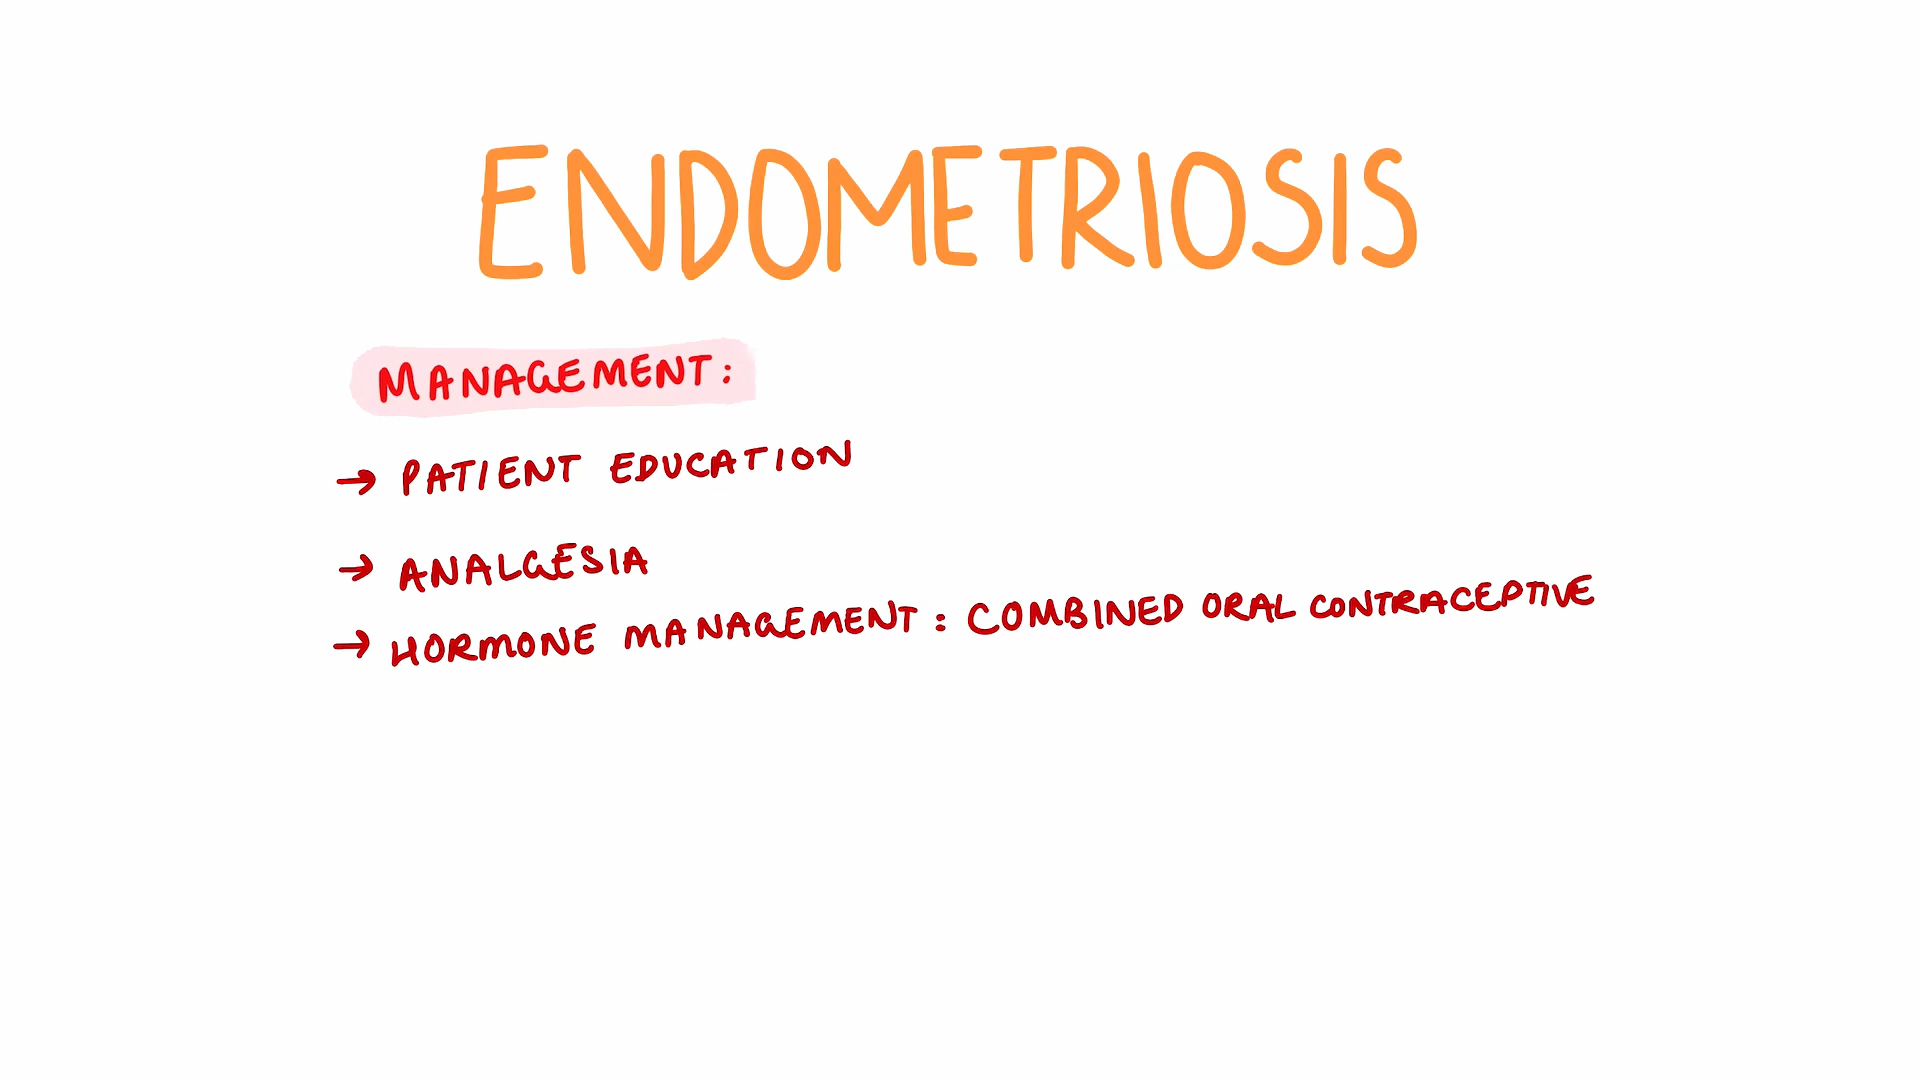 ENDOMETRIOSIS
MANAGEMENT:
→ PATIENT EDUCATION
→ ANALGESIA
→ HORMONE MANAGEMENT: COMBINED ORAL CONTRACEPTIVE